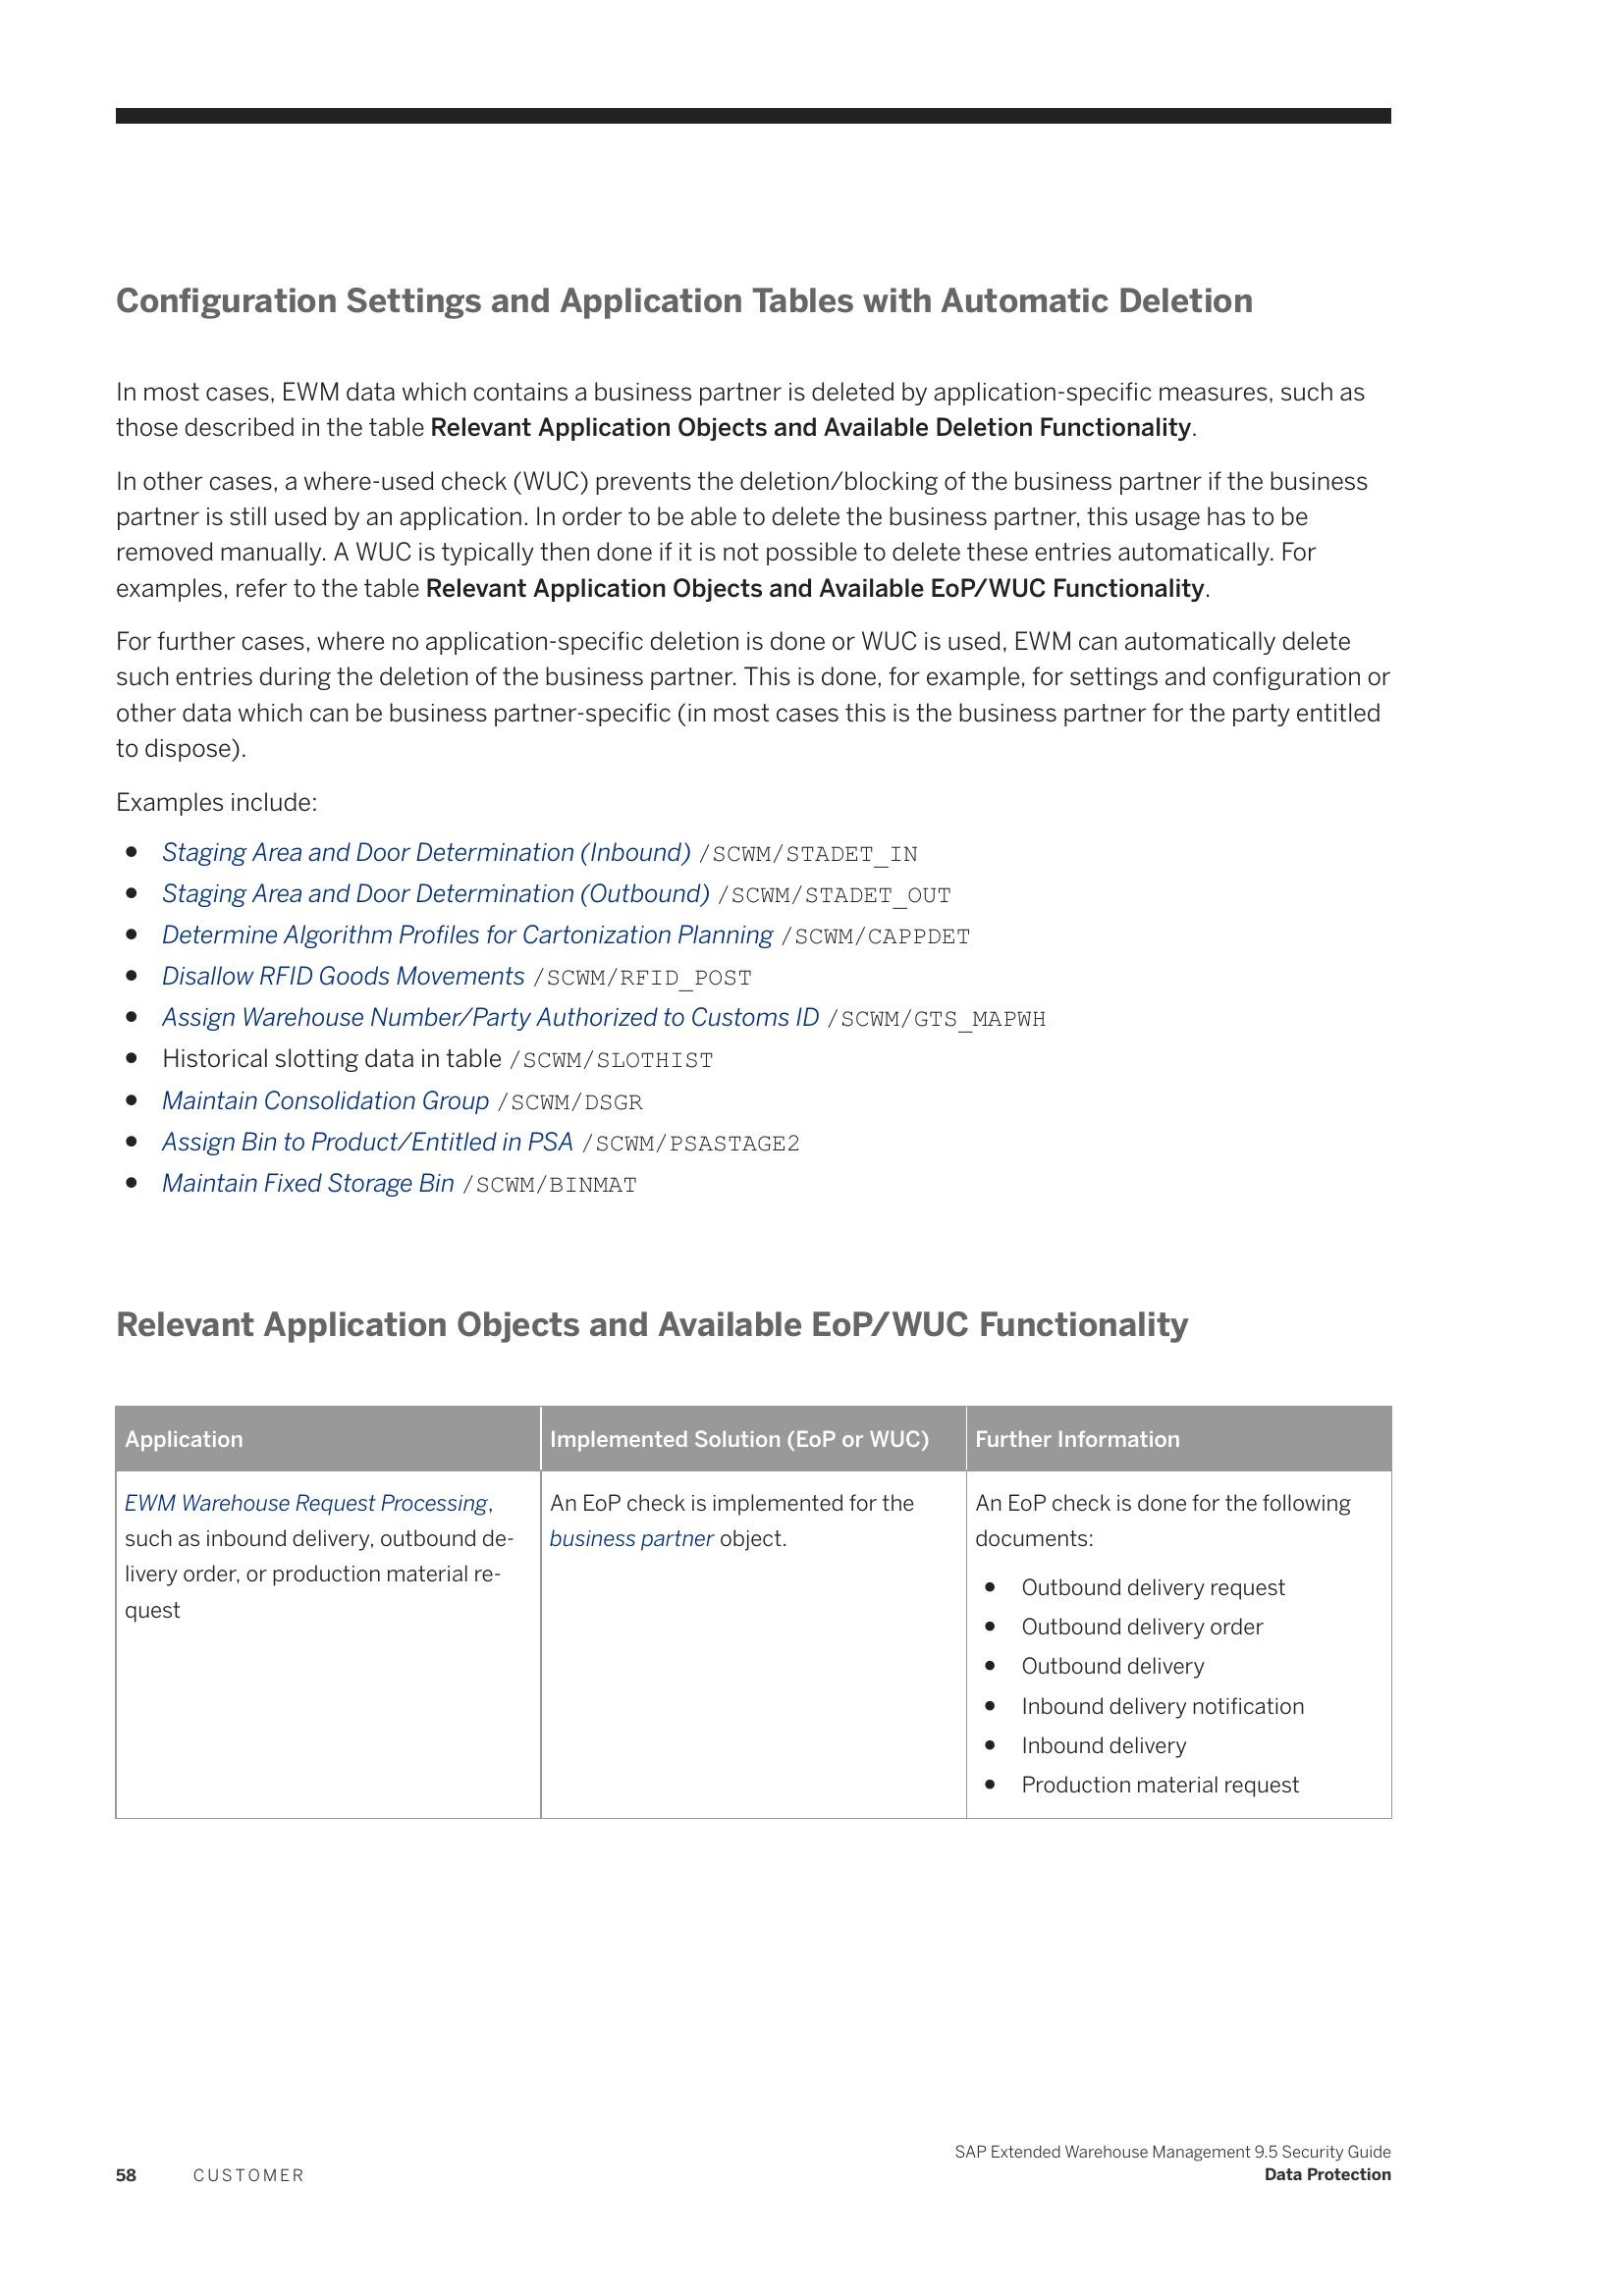 Configuration Settings and Application Tables with Automatic Deletion
In most cases, EWM data which contains a business partner is deleted by application-specific measures, such as
those described in the table Relevant Application Objects and Available Deletion Functionality.
In other cases, a where-used check (WUC) prevents the deletion/blocking of the business partner if the business
partner is still used by an application. In order to be able to delete the business partner, this usage has to be
removed manually. A WUC is typically then done if it is not possible to delete these entries automatically. For
examples, refer to the table Relevant Application Objects and Available EoP/WUC Functionality.
For further cases, where no application-specific deletion is done or WUC is used, EWM can automatically delete
such entries during the deletion of the business partner. This is done, for example, for settings and configuration or
other data which can be business partner-specific (in most cases this is the business partner for the party entitled
to dispose).
Examples include:
● Staging Area and Door Determination (Inbound) /SCWM/STADET_IN
● Staging Area and Door Determination (Outbound) /SCWM/STADET_OUT
● Determine Algorithm Profiles for Cartonization Planning /SCWM/CAPPDET
● Disallow RFID Goods Movements /SCWM/RFID_POST
● Assign Warehouse Number/Party Authorized to Customs ID /SCWM/GTS_MAPWH
● Historical slotting data in table /SCWM/SLOTHIST
● Maintain Consolidation Group /SCWM/DSGR
● Assign Bin to Product/Entitled in PSA /SCWM/PSASTAGE2
● Maintain Fixed Storage Bin /SCWM/BINMAT
Relevant Application Objects and Available EoP/WUC Functionality
Application
Implemented Solution (EoP or WUC)
Further Information
EWM Warehouse Request Processing,
such as inbound delivery, outbound de-
livery order, or production material re-
quest
An EoP check is implemented for the
business partner object.
An EoP check is done for the following
documents:
● Outbound delivery request
● Outbound delivery order
● Outbound delivery
● Inbound delivery notification
● Inbound delivery
● Production material request
58 CUSTOMER
SAP Extended Warehouse Management 9.5 Security Guide
Data Protection